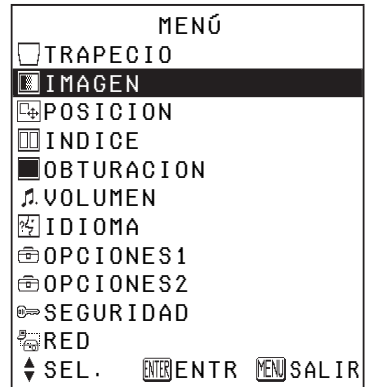 MENÚ
TRAPECIO
IMAGEN
POSICION
INDICE
OBTURACION
VOLUMEN
IDIOMA
OPCIONES1
OPCIONES2
SEGURIDAD
RED
SEL. ENTER ENTR MENU SALIR